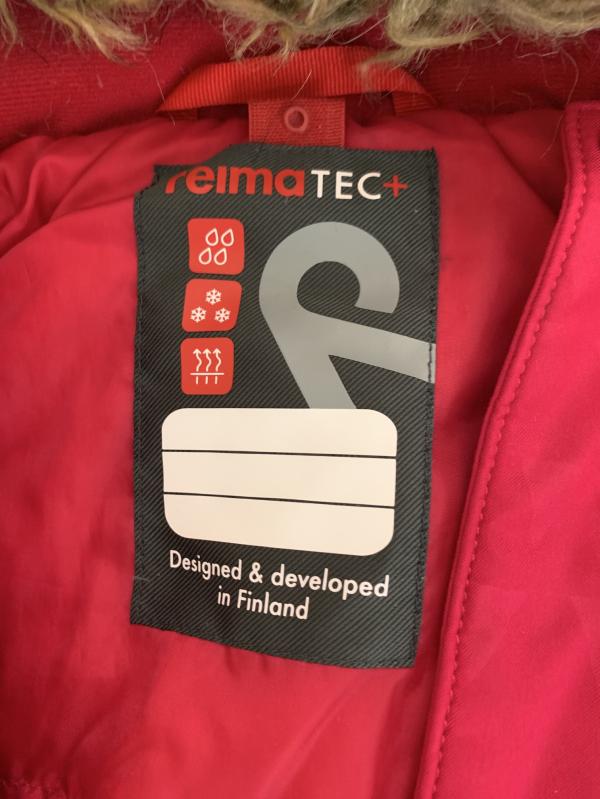 reimaTEC+
Designed & developed
in Finland